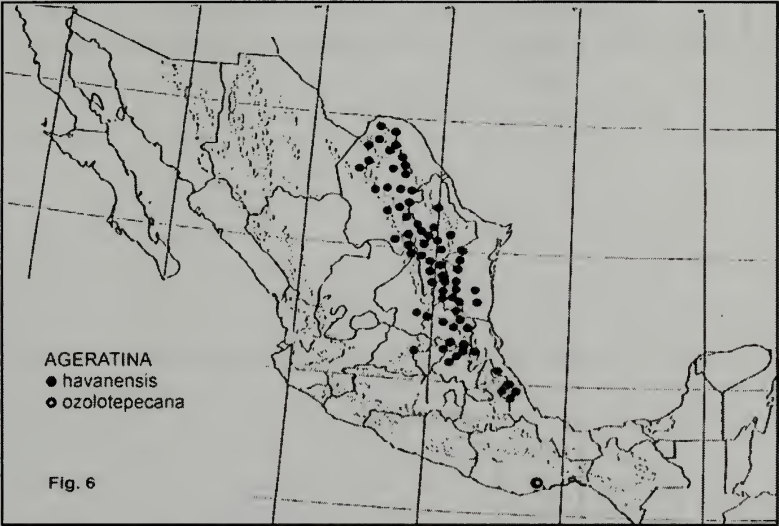 AGERATINA
● havanensis
✪ ozolotepecana
Fig. 6